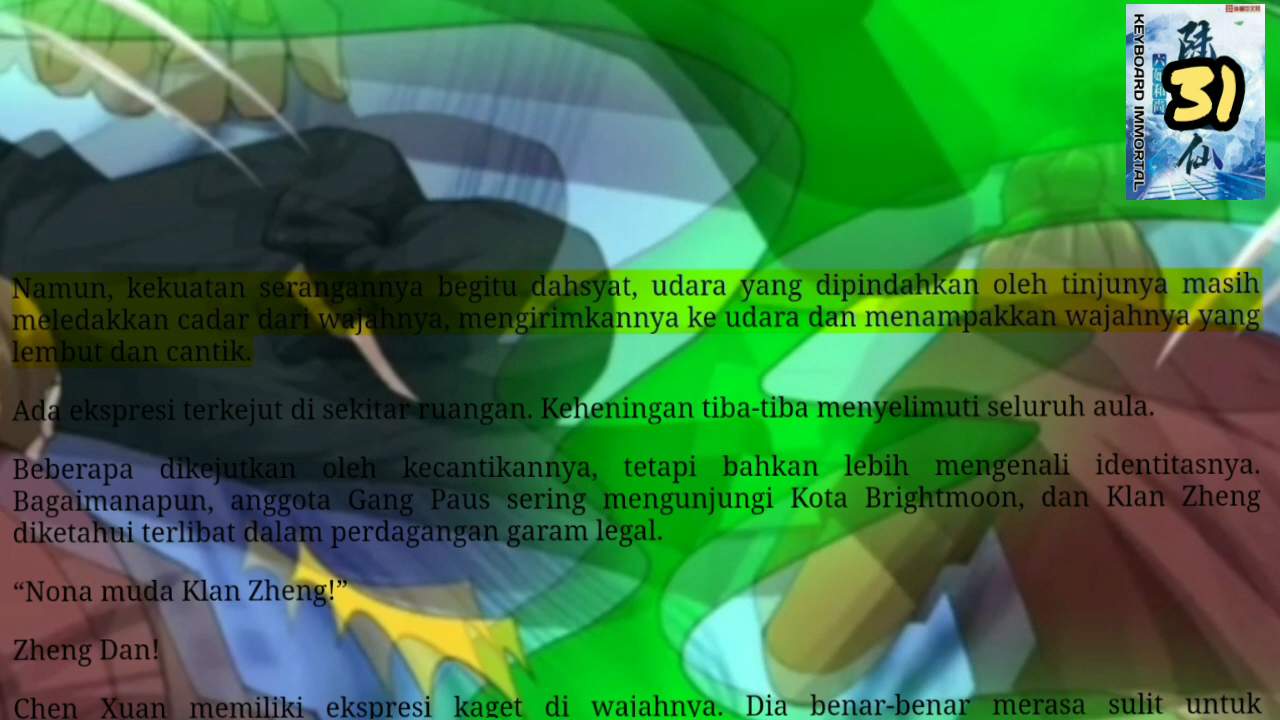 KEYBOARD IMMORTAL
陆
31
仙
Namun, kekuatan serangannya begitu dahsyat, udara yang dipindahkan oleh tinjunya masih
meledakkan cadar dari wajahnya, mengirimkannya ke udara dan menampakkan wajahnya yang
lembut dan cantik.
Ada ekspresi terkejut di sekitar ruangan. Keheningan tiba-tiba menyelimuti seluruh aula.
Beberapa dikejutkan oleh kecantikannya, tetapi bahkan lebih mengenali identitasnya.
Bagaimanapun, anggota Gang Paus sering mengunjungi Kota Brightmoon, dan Klan Zheng
diketahui terlibat dalam perdagangan garam legal.
“Nona muda Klan Zheng!”
Zheng Dan!
Chen Xuan memiliki ekspresi kaget di wajahnya. Dia benar-benar merasa sulit untuk